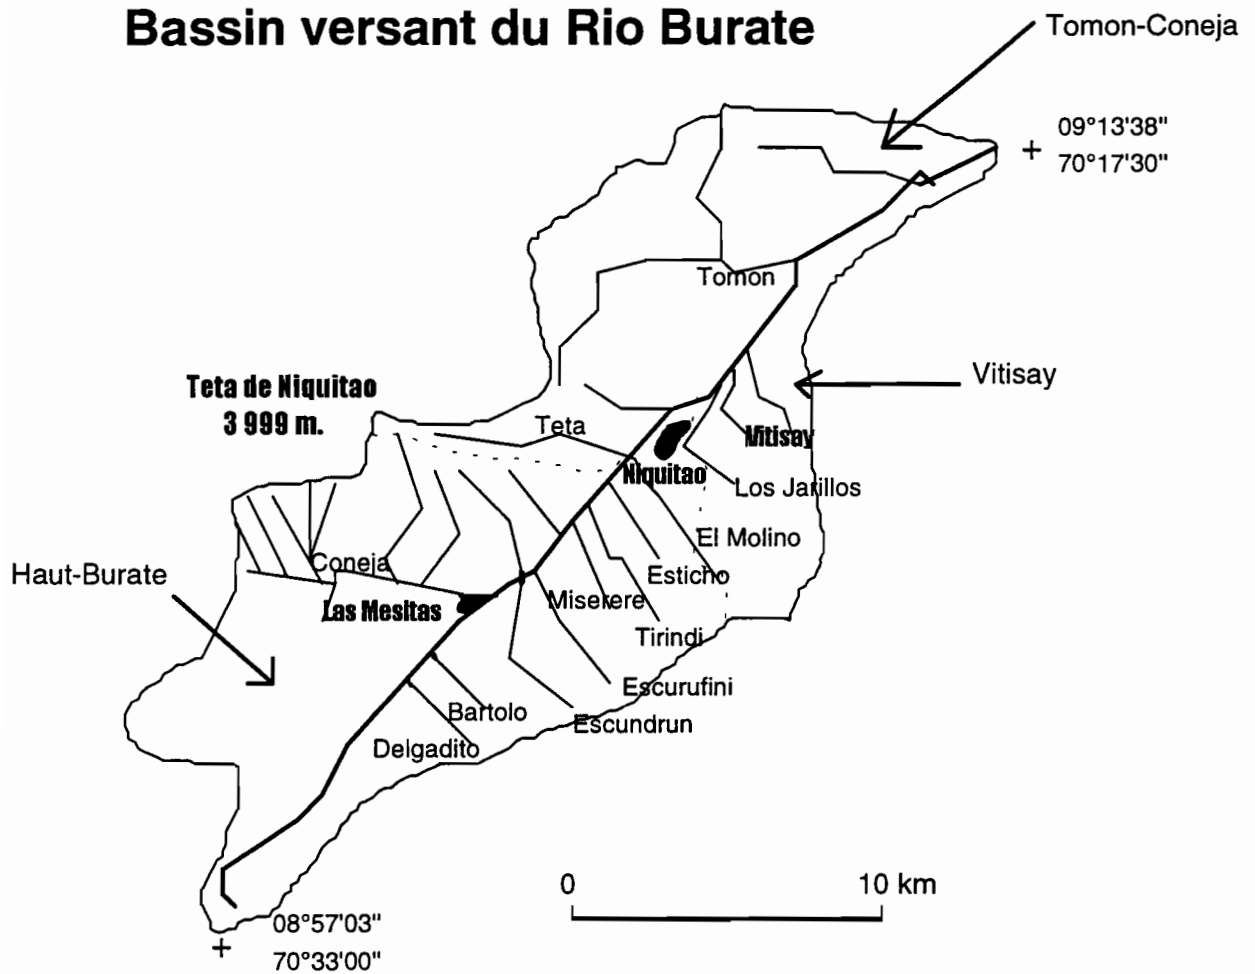 Bassin versant du Rio Burate
Tomon-Coneja
09°13'38"
70°17'30"
Tomon
Vitisay
Teta de Niquitao
3 999 m.
Teta
Vitisay
Niquitao
Los Jarillos
El Molino
Coneja
Esticho
Haut-Burate
Las Mesitas
Miserere
Tirindi
Escurufini
Bartolo
Escundrun
Delgadito
0
10 km
08°57'03"
70°33'00"